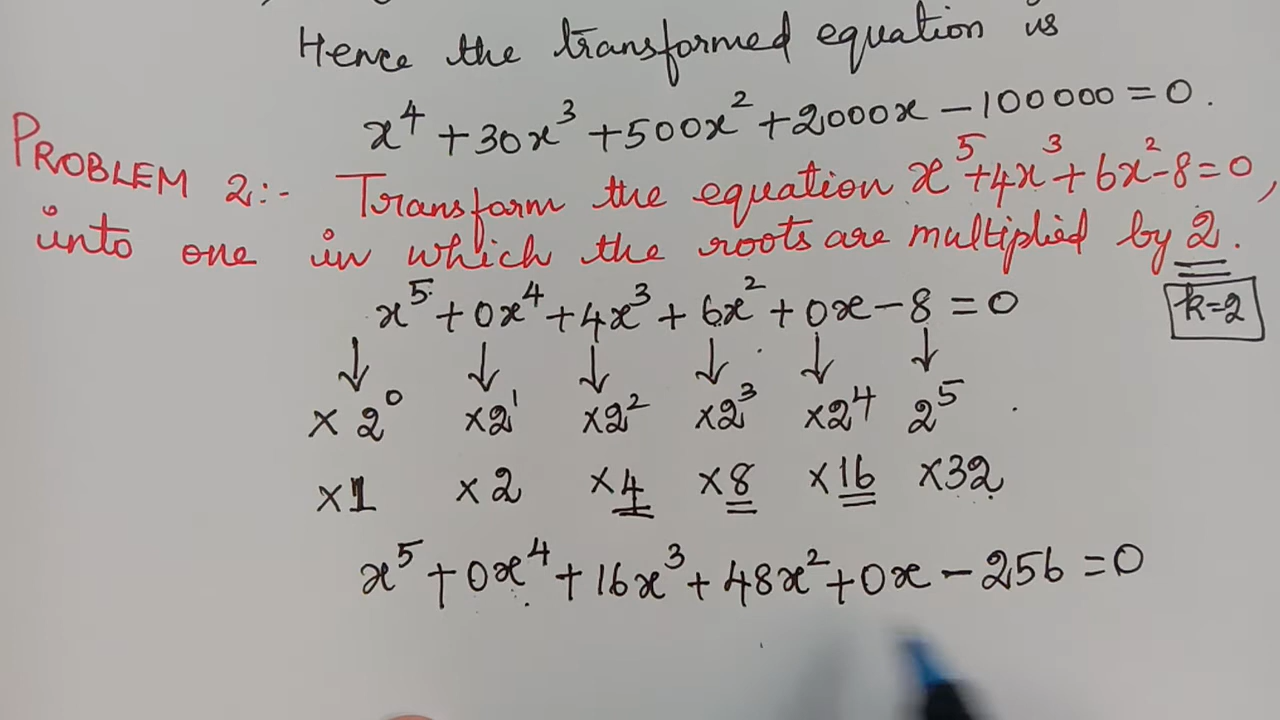 Hence the transformed equation is
x⁴ + 30x³ + 500x² + 2000x - 100000 = 0.
PROBLEM 2:- Transform the equation x⁵ + 4x³ + 6x² - 8 = 0,
into one in which the roots are multiplied by 2.
x⁵ + 0x⁴ + 4x³ + 6x² + 0x - 8 = 0
k=2
↓ ↓ ↓ ↓ ↓ ↓
×2⁰ ×2¹ ×2² ×2³ ×2⁴ 2⁵
×1 ×2 ×4 ×8 ×16 ×32
x⁵ + 0x⁴ + 16x³ + 48x² + 0x - 256 = 0